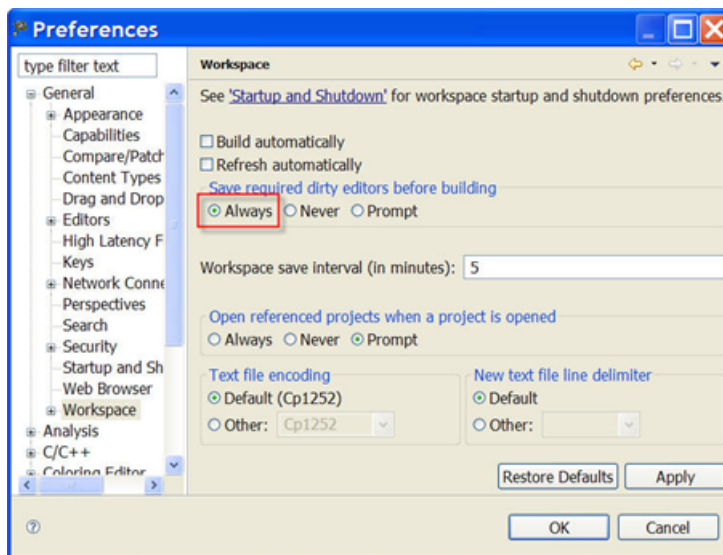 Preferences
type filter text
General
Appearance
Capabilities
Compare/Patch
Content Types
Drag and Drop
Editors
High Latency F
Keys
Network Conne
Perspectives
Search
Security
Startup and Sh
Web Browser
Workspace
Analysis
C/C++
Coloring Editor
Workspace
See 'Startup and Shutdown' for workspace startup and shutdown preferences
Build automatically
Refresh automatically
Save required dirty editors before building
Always Never Prompt
Workspace save interval (in minutes): 5
Open referenced projects when a project is opened
Always Never Prompt
Text file encoding
Default (Cp1252)
Other: Cp1252
New text file line delimiter
Default
Other:
Restore Defaults Apply
? OK Cancel